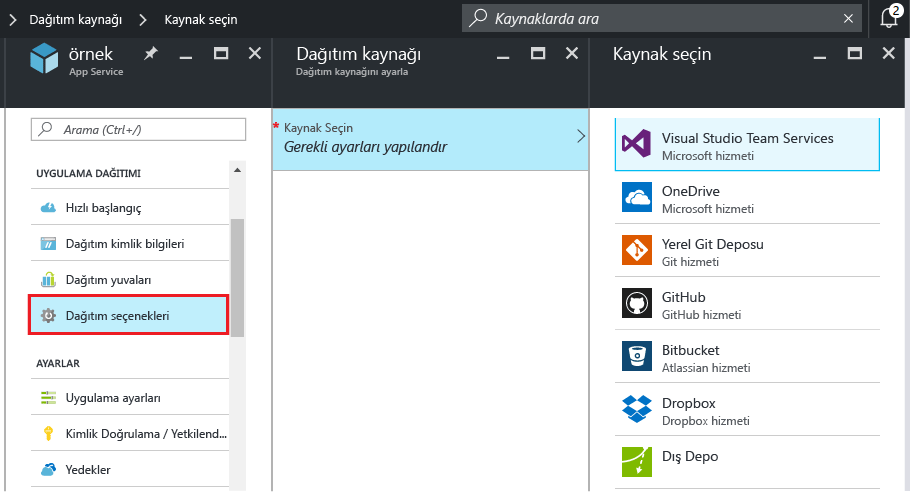 Dağıtım kaynağı
Kaynak seçin
Kaynaklarda ara
2
örnek
App Service
Arama (Ctrl+/)
UYGULAMA DAĞITIMI
Hızlı başlangıç
Dağıtım kimlik bilgileri
Dağıtım yuvaları
Dağıtım seçenekleri
AYARLAR
Uygulama ayarları
Kimlik Doğrulama / Yetkilend...
Yedekler
Dağıtım kaynağı
Dağıtım kaynağını ayarla
* Kaynak Seçin
Gerekli ayarları yapılandır
Kaynak seçin
Visual Studio Team Services
Microsoft hizmeti
OneDrive
Microsoft hizmeti
Yerel Git Deposu
Git hizmeti
GitHub
GitHub hizmeti
Bitbucket
Atlassian hizmeti
Dropbox
Dropbox hizmeti
Dış Depo